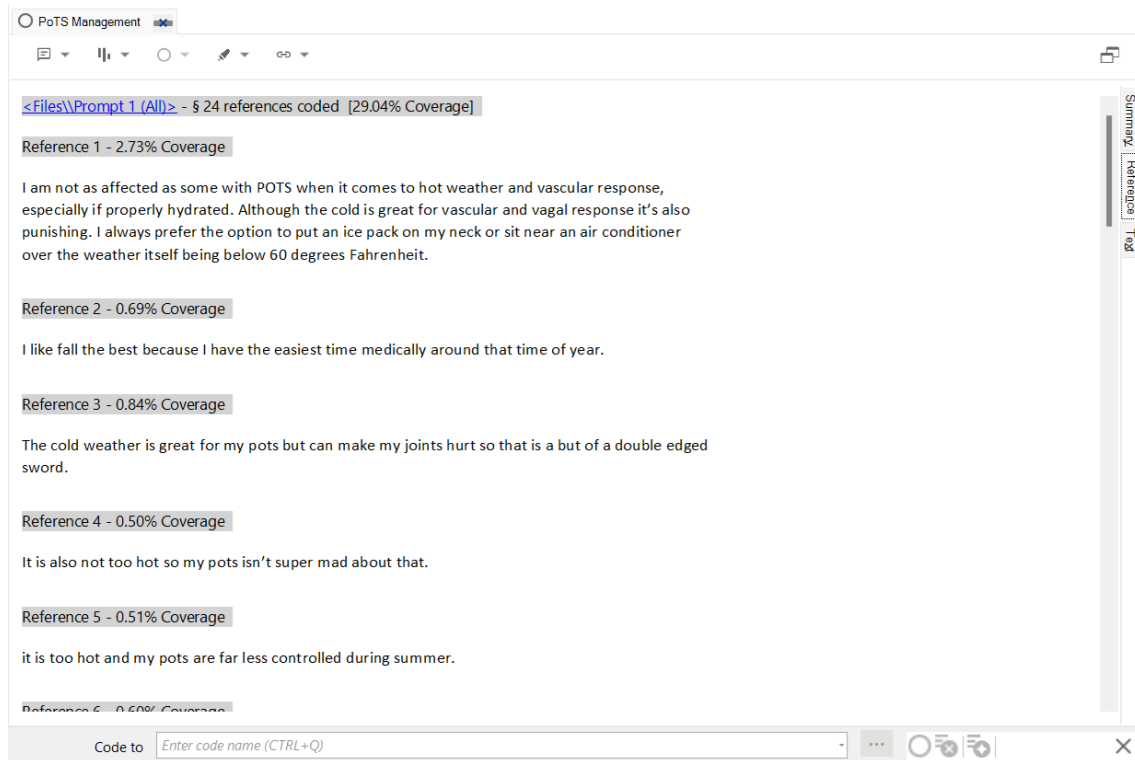 PoTS Management
<Files\\Prompt 1 (All)> - § 24 references coded [29.04% Coverage]
Reference 1 - 2.73% Coverage
I am not as affected as some with POTS when it comes to hot weather and vascular response,
especially if properly hydrated. Although the cold is great for vascular and vagal response it’s also
punishing. I always prefer the option to put an ice pack on my neck or sit near an air conditioner
over the weather itself being below 60 degrees Fahrenheit.
Reference 2 - 0.69% Coverage
I like fall the best because I have the easiest time medically around that time of year.
Reference 3 - 0.84% Coverage
The cold weather is great for my pots but can make my joints hurt so that is a but of a double edged
sword.
Reference 4 - 0.50% Coverage
It is also not too hot so my pots isn’t super mad about that.
Reference 5 - 0.51% Coverage
it is too hot and my pots are far less controlled during summer.
Reference 6 - 0.60% Coverage
Summary
Reference
Text
Code to
Enter code name (CTRL+Q)